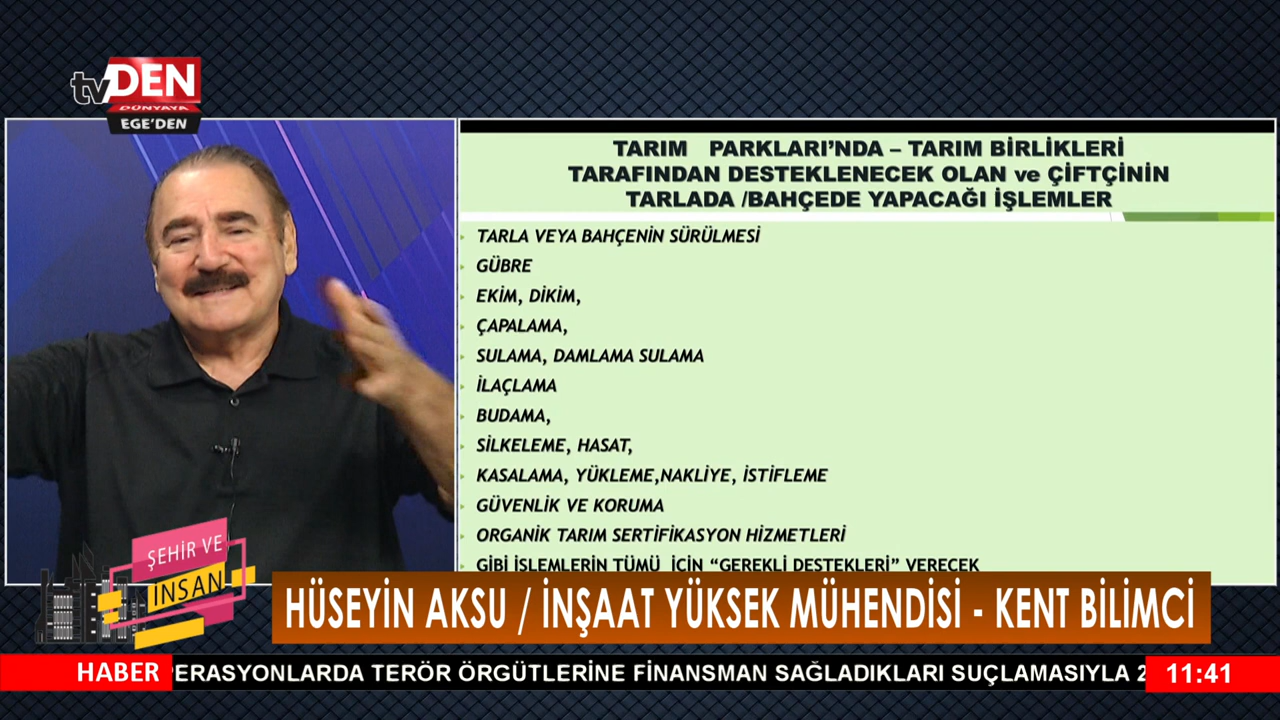 tvDEN
DÜNYAYA
EGE'DEN
TARIM PARKLARI'NDA – TARIM BİRLİKLERİ
TARAFINDAN DESTEKLENECEK OLAN ve ÇİFTÇİNİN
TARLADA /BAHÇEDE YAPACAĞI İŞLEMLER
TARLA VEYA BAHÇENİN SÜRÜLMESİ
GÜBRE
EKİM, DİKİM,
ÇAPALAMA,
SULAMA, DAMLAMA SULAMA
İLAÇLAMA
BUDAMA,
SİLKELEME, HASAT,
KASALAMA, YÜKLEME,NAKLİYE, İSTİFLEME
GÜVENLİK VE KORUMA
ORGANİK TARIM SERTİFİKASYON HİZMETLERİ
GİBİ İŞLEMLERİN TÜMÜ İÇİN “GEREKLİ DESTEKLERİ” VERECEK
ŞEHİR VE
İNSAN
HÜSEYİN AKSU / İNŞAAT YÜKSEK MÜHENDİSİ - KENT BİLİMCİ
HABER
PERASYONLARDA TERÖR ÖRGÜTLERİNE FİNANSMAN SAĞLADIKLARI SUÇLAMASIYLA 2
11:41